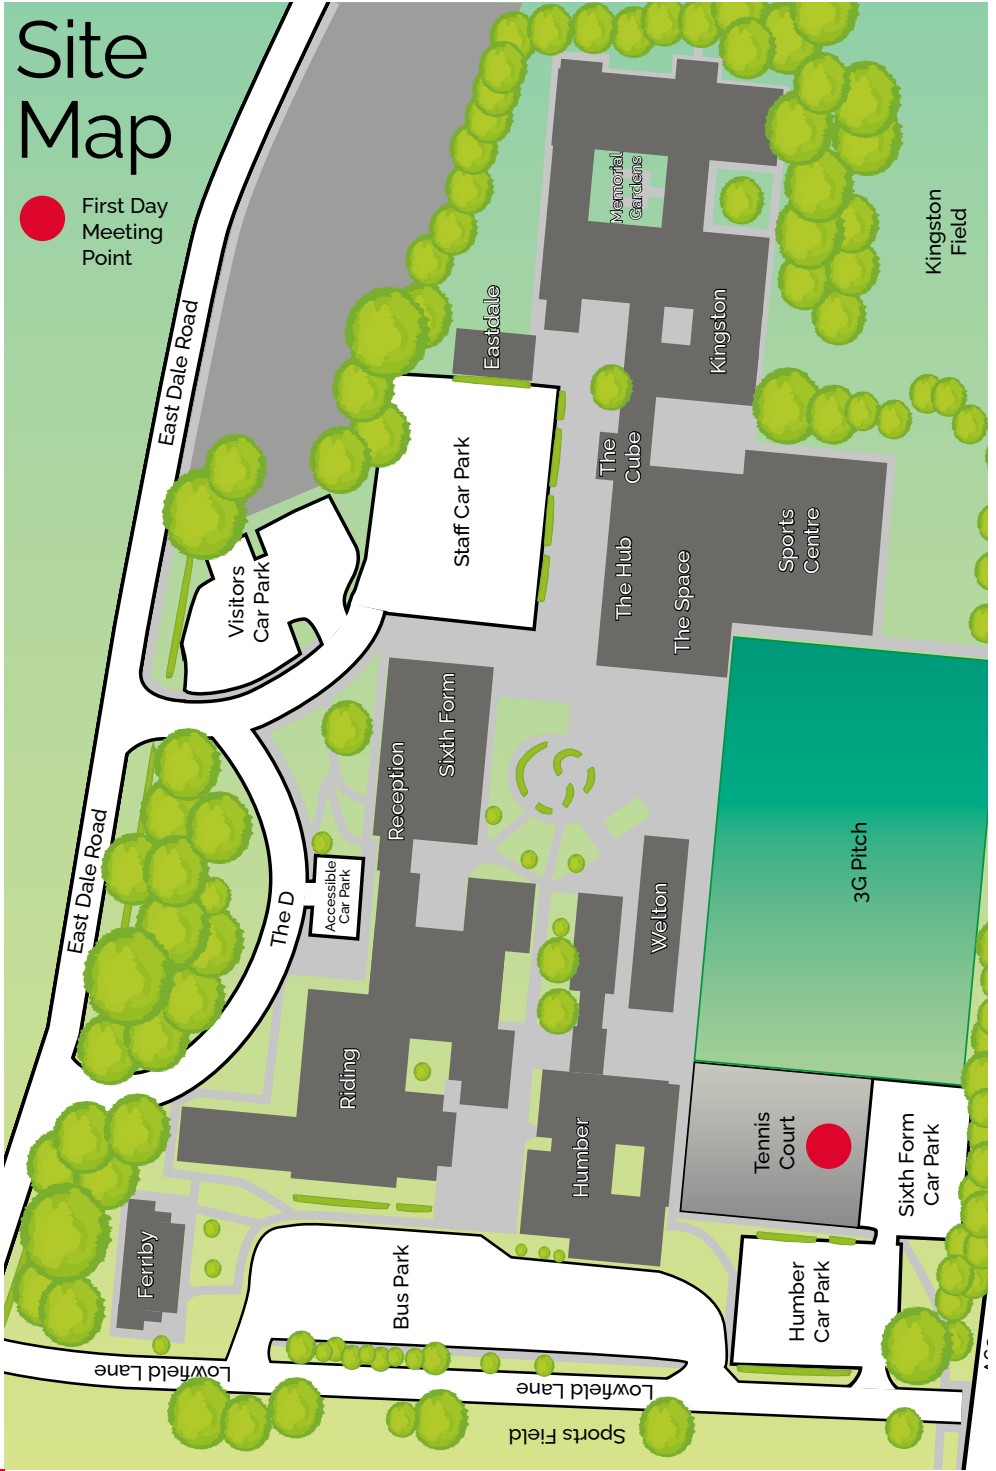 Site
Map
First Day
Meeting
Point
East Dale Road
Memorial
Gardens
Kingston
Field
Eastdale
Kingston
The
Cube
Staff Car Park
Visitors
Car Park
The Hub
The Space
Sports
Centre
Sixth Form
Reception
East Dale Road
The D
Accessible
Car Park
Welton
3G Pitch
Riding
Humber
Tennis
Court
Sixth Form
Car Park
Ferriby
Bus Park
Humber
Car Park
Lowfield Lane
Lowfield Lane
Sports Field